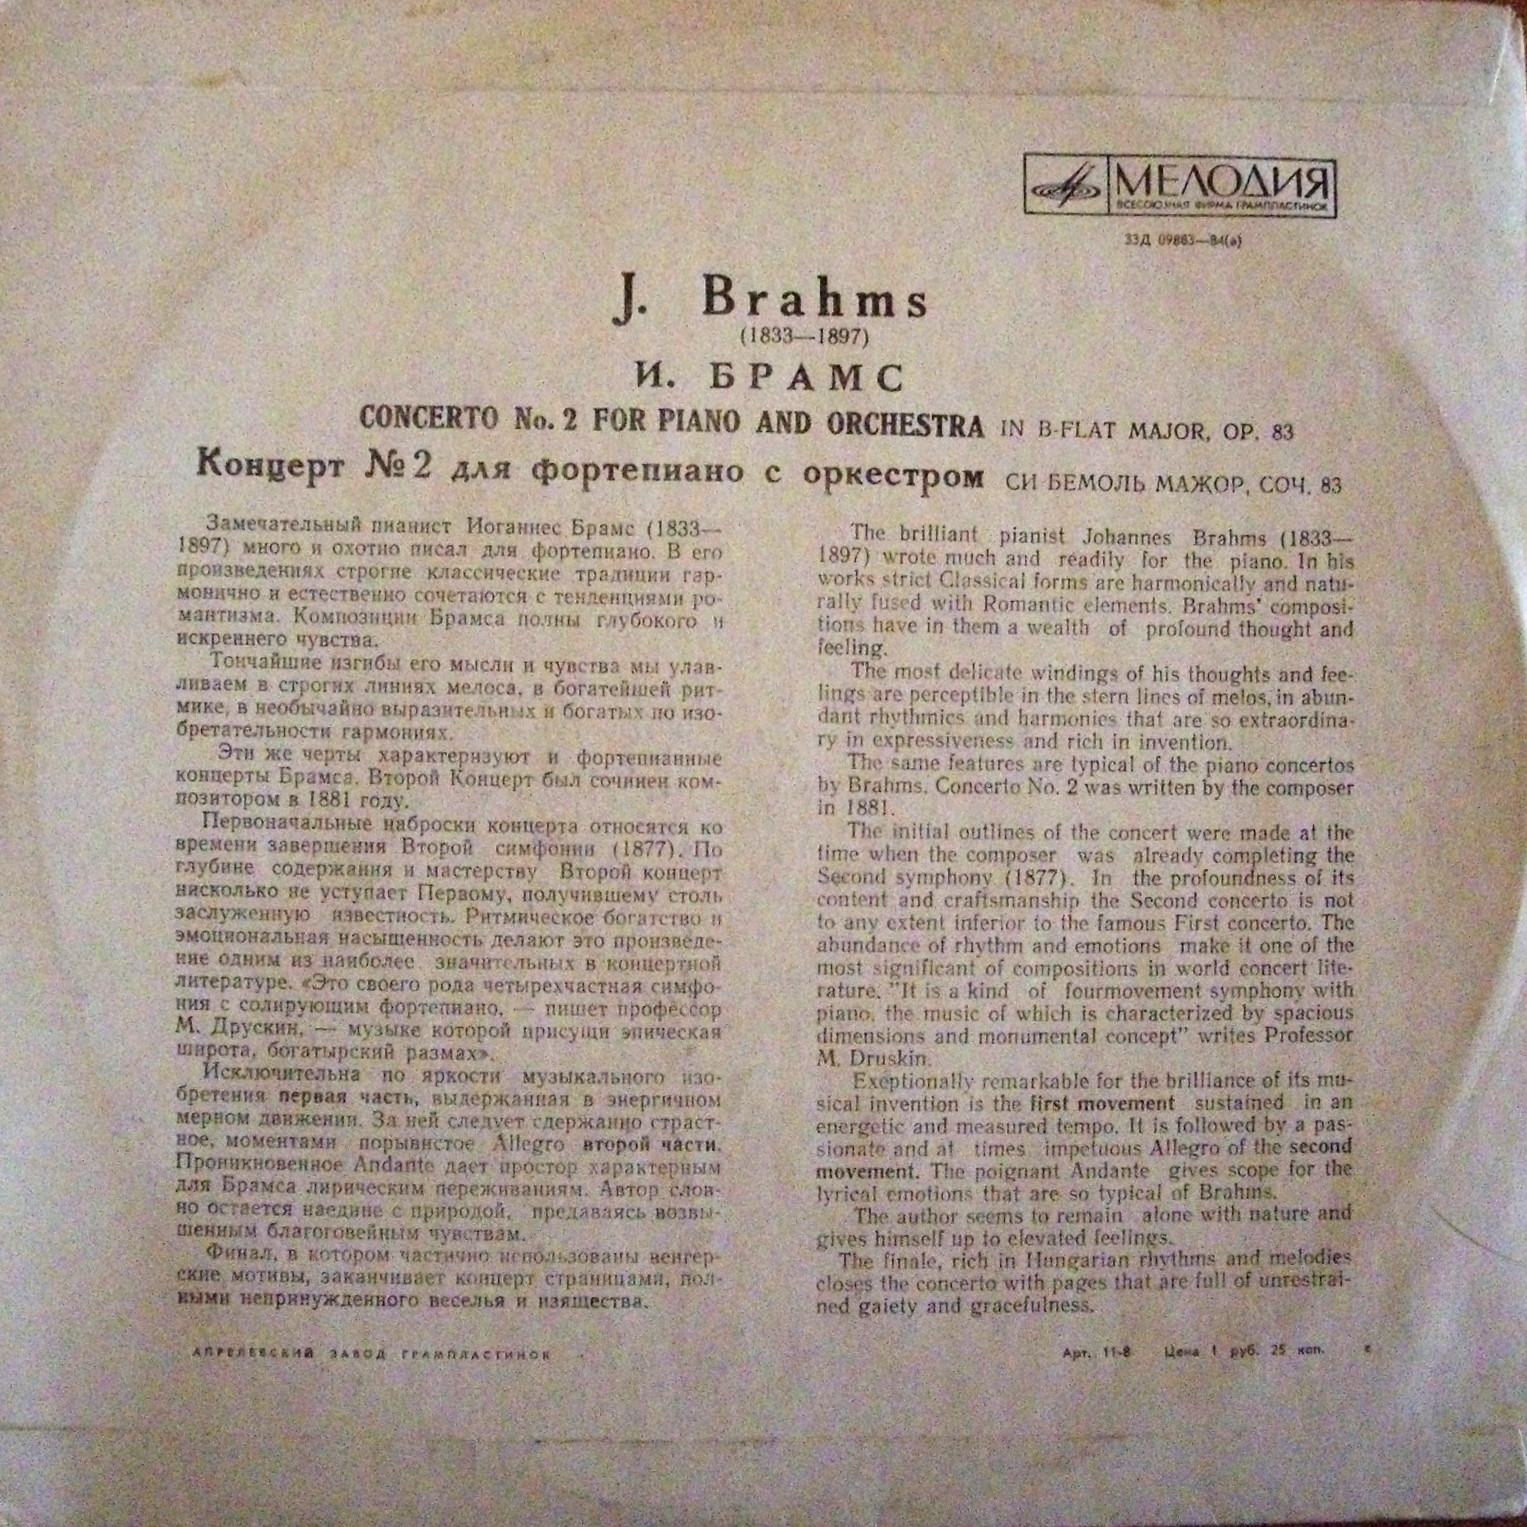 МЕЛОДИЯ
ВСЕСОЮЗНАЯ ФИРМА ГРАМПЛАСТИНОК
33Д 09883—84(а)
J. Brahms
(1833—1897)
И. БРАМС
CONCERTO No. 2 FOR PIANO AND ORCHESTRA IN B-FLAT MAJOR, OP. 83
Концерт № 2 для фортепиано с оркестром СИ БЕМОЛЬ МАЖОР, СОЧ. 83
Замечательный пианист Иоганнес Брамс (1833—
1897) много и охотно писал для фортепиано. В его
произведениях строгие классические традиции гар-
монично и естественно сочетаются с тенденциями ро-
мантизма. Композиции Брамса полны глубокого и
искреннего чувства.
Тончайшие изгибы его мысли и чувства мы улав-
ливаем в строгих линиях мелоса, в богатейшей рит-
мике, в необычайно выразительных и богатых по изо-
бретательности гармониях.
Эти же черты характеризуют и фортепианные
концерты Брамса. Второй Концерт был сочинен ком-
позитором в 1881 году.
Первоначальные наброски концерта относятся ко
времени завершения Второй симфонии (1877). По
глубине содержания и мастерству Второй концерт
нисколько не уступает Первому, получившему столь
заслуженную известность. Ритмическое богатство и
эмоциональная насыщенность делают это произведе-
ние одним из наиболее значительных в концертной
литературе. «Это своего рода четырехчастная симфо-
ния с солирующим фортепиано, — пишет профессор
М. Друскин, — музыке которой присущи эпическая
широта, богатырский размах».
Исключительна по яркости музыкального изо-
бретения первая часть, выдержанная в энергичном
мерном движении. За ней следует сдержанно страст-
ное, моментами порывистое Allegro второй части.
Проникновенное Andante дает простор характерным
для Брамса лирическим переживаниям. Автор слов-
но остается наедине с природой, предаваясь возвы-
шенным благоговейным чувствам.
Финал, в котором частично использованы венгер-
ские мотивы, заканчивает концерт страницами, пол-
ными непринужденного веселья и изящества.
АПРЕЛЕВСКИЙ ЗАВОД ГРАМПЛАСТИНОК
The brilliant pianist Johannes Brahms (1833—
1897) wrote much and readily for the piano. In his
works strict Classical forms are harmonically and natu-
rally fused with Romantic elements. Brahms' composi-
tions have in them a wealth of profound thought and
feeling.
The most delicate windings of his thoughts and fee-
lings are perceptible in the stern lines of melos, in abun-
dant rhythmics and harmonies that are so extraordina-
ry in expressiveness and rich in invention.
The same features are typical of the piano concertos
by Brahms. Concerto No. 2 was written by the composer
in 1881.
The initial outlines of the concert were made at the
time when the composer was already completing the
Second symphony (1877). In the profoundness of its
content and craftsmanship the Second concerto is not
to any extent inferior to the famous First concerto. The
abundance of rhythm and emotions make it one of the
most significant of compositions in world concert lite-
rature. "It is a kind of fourmovement symphony with
piano, the music of which is characterized by spacious
dimensions and monumental concept" writes Professor
M. Druskin.
Exeptionally remarkable for the brilliance of its mu-
sical invention is the first movement sustained in an
energetic and measured tempo. It is followed by a pas-
sionate and at times impetuous Allegro of the second
movement. The poignant Andante gives scope for the
lyrical emotions that are so typical of Brahms.
The author seems to remain alone with nature and
gives himself up to elevated feelings.
The finale, rich in Hungarian rhythms and melodies
closes the concerto with pages that are full of unrestrai-
ned gaiety and gracefulness.
Арт. 11-8 Цена 1 руб. 25 коп.